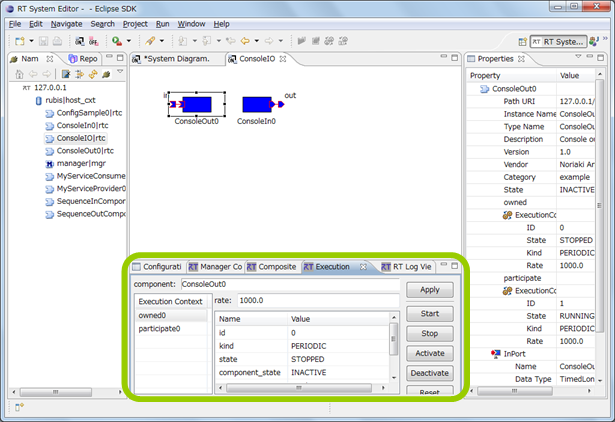 RT System Editor - - Eclipse SDK
File Edit Navigate Search Project Run Window Help
RT Syste...
Nam
Repo
127.0.0.1
rubis|host_cxt
ConfigSample0|rtc
ConsoleIn0|rtc
ConsoleIO|rtc
ConsoleOut0|rtc
manager|mgr
MyServiceConsume
MyServiceProvider0
SequenceInCompo
SequenceOutCompo
*System Diagram.
ConsoleIO
in
out
ConsoleOut0
ConsoleIn0
Configurati
Manager Co
Composite
Execution
RT Log Vie
component: ConsoleOut0
Execution Context
owned0
participate0
rate: 1000.0
Name Value
id 0
kind PERIODIC
state STOPPED
component_state INACTIVE
Apply
Start
Stop
Activate
Deactivate
Reset
Properties
Property Value
ConsoleOut0
Path URI 127.0.0.1/
Instance Name ConsoleOu
Type Name ConsoleOu
Description Console ou
Version 1.0
Vendor Noriaki An
Category example
State INACTIVE
owned
ExecutionCo
ID 0
State STOPPED
Kind PERIODIC
Rate 1000.0
participate
ExecutionCo
ID 1
State RUNNING
Kind PERIODIC
Rate 1000.0
InPort
Name ConsoleOu
Data Type TimedLon